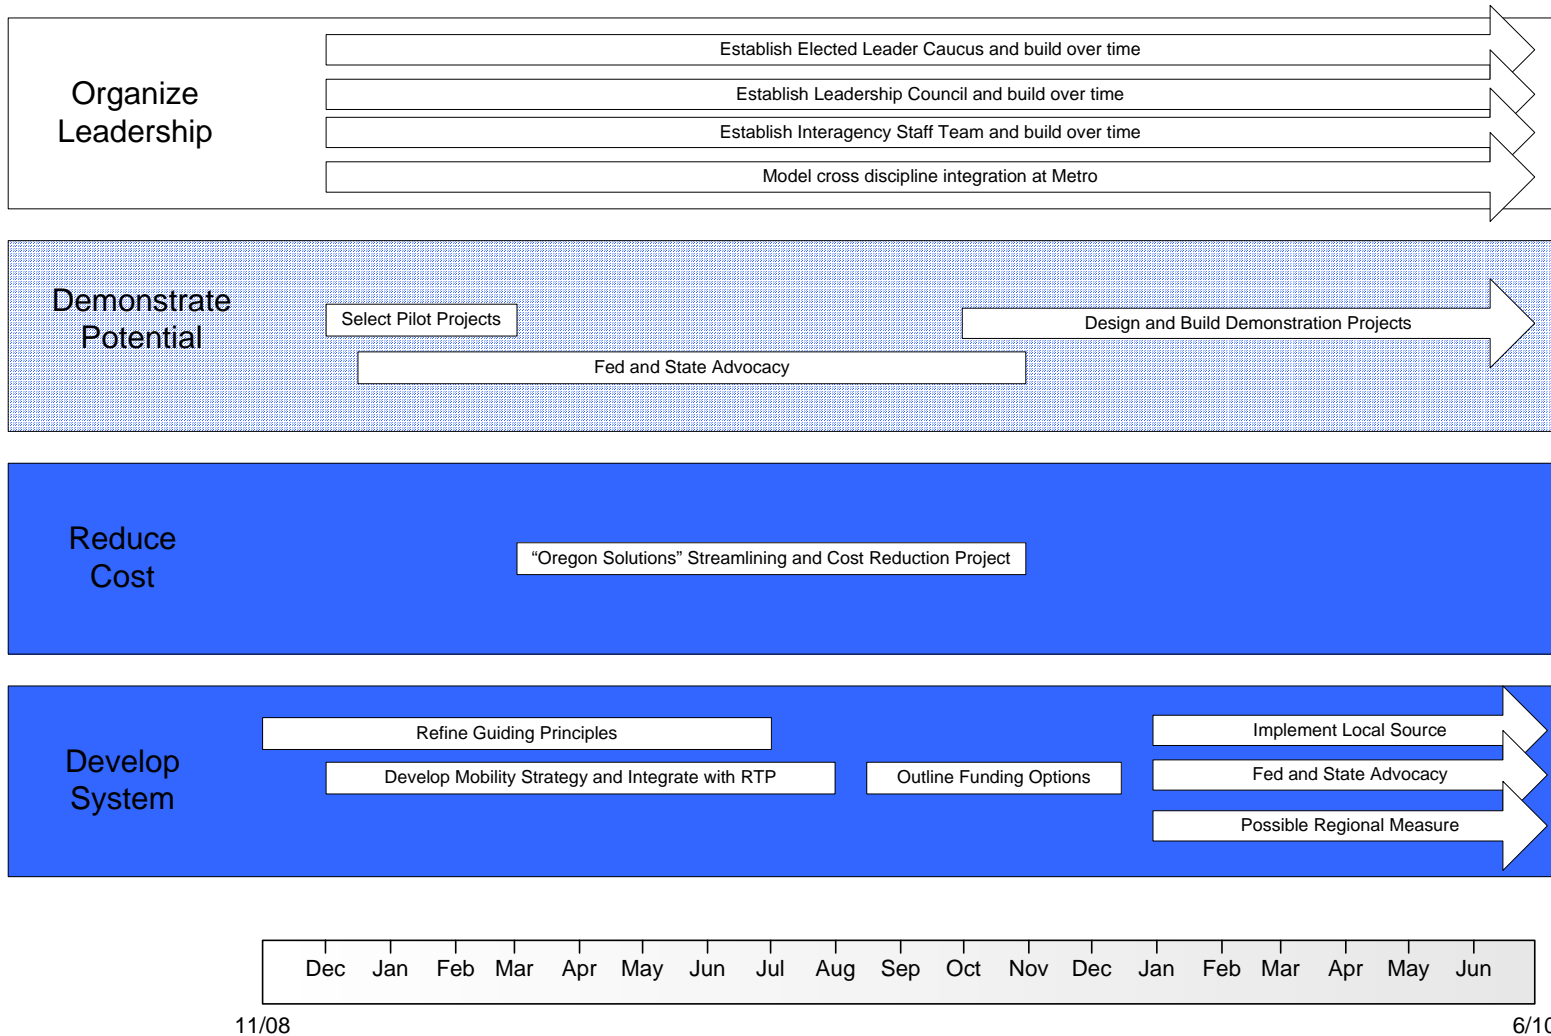 Organize
Leadership
Establish Elected Leader Caucus and build over time
Establish Leadership Council and build over time
Establish Interagency Staff Team and build over time
Model cross discipline integration at Metro
Demonstrate
Potential
Select Pilot Projects
Design and Build Demonstration Projects
Fed and State Advocacy
Reduce
Cost
“Oregon Solutions” Streamlining and Cost Reduction Project
Develop
System
Refine Guiding Principles
Implement Local Source
Develop Mobility Strategy and Integrate with RTP
Outline Funding Options
Fed and State Advocacy
Possible Regional Measure
Dec Jan Feb Mar Apr May Jun Jul Aug Sep Oct Nov Dec Jan Feb Mar Apr May Jun
11/08 6/10